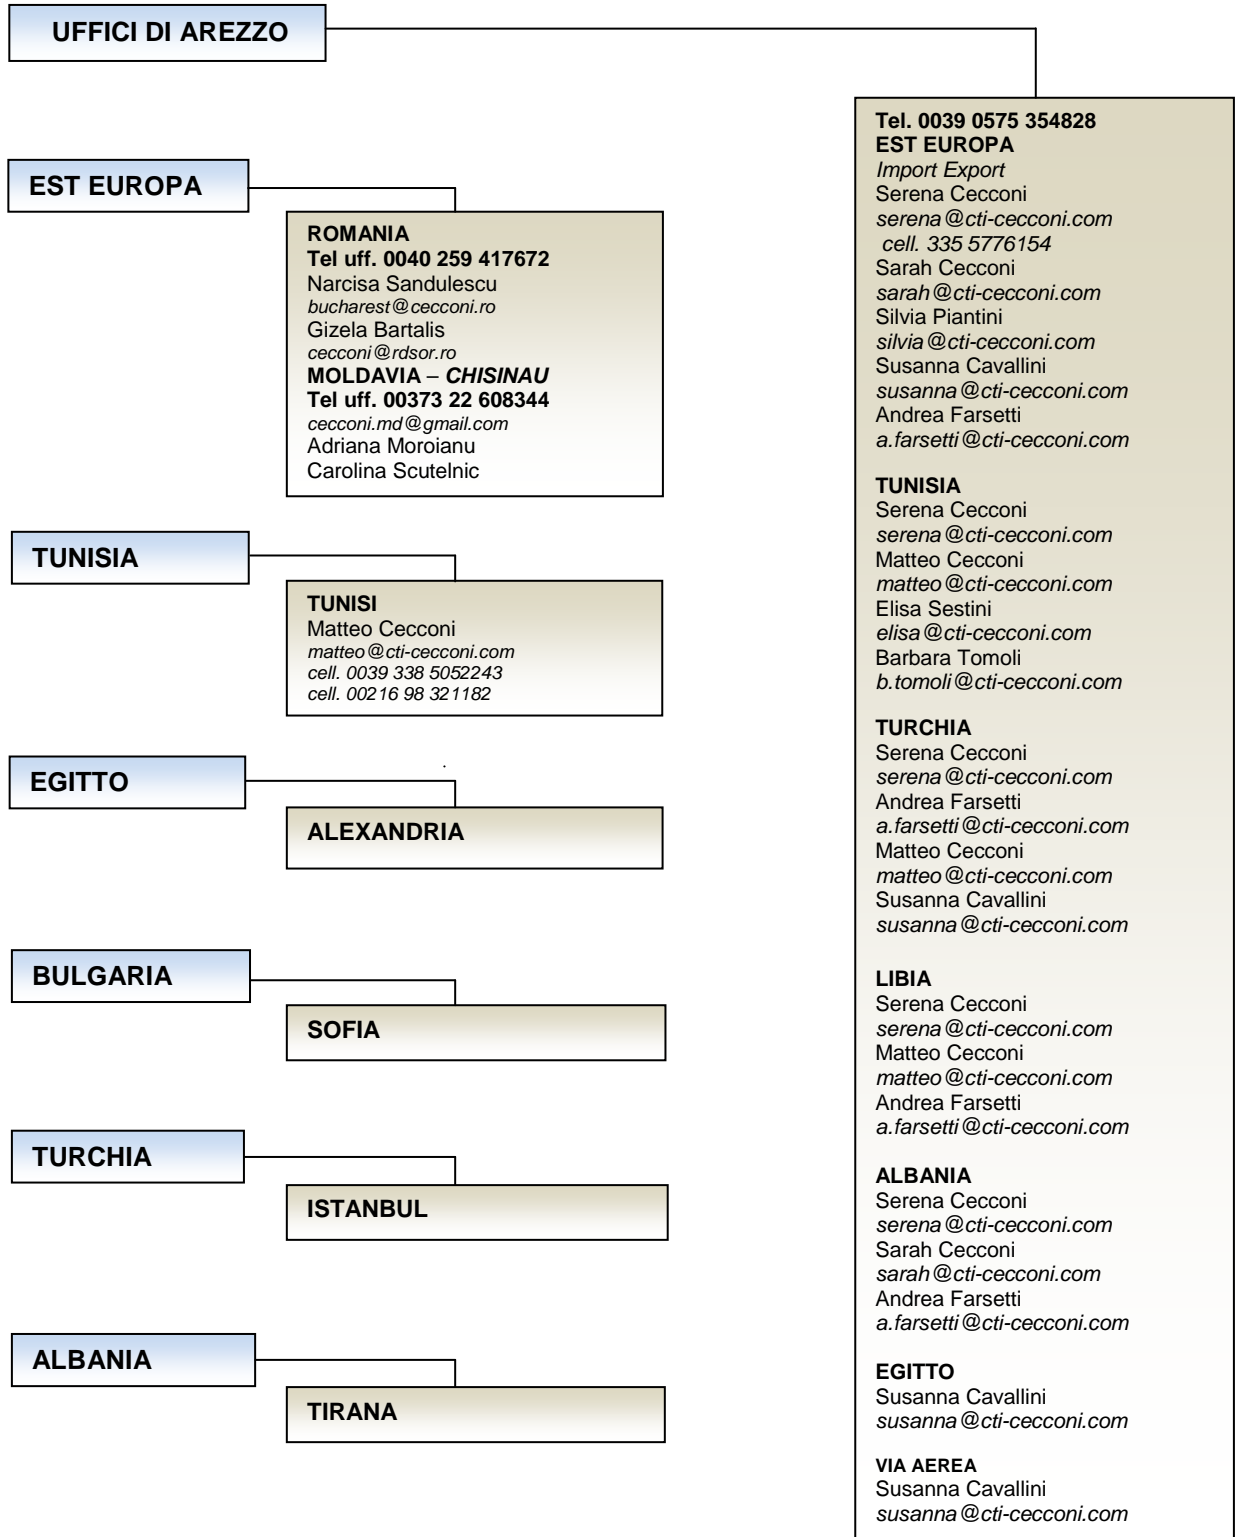 UFFICI DI AREZZO
EST EUROPA
ROMANIA
Tel uff. 0040 259 417672
Narcisa Sandulescu
bucharest@cecconi.ro
Gizela Bartalis
cecconi@rdsor.ro
MOLDAVIA – CHISINAU
Tel uff. 00373 22 608344
cecconi.md@gmail.com
Adriana Moroianu
Carolina Scutelnic
TUNISIA
TUNISI
Matteo Cecconi
matteo@cti-cecconi.com
cell. 0039 338 5052243
cell. 00216 98 321182
EGITTO
.
ALEXANDRIA
BULGARIA
SOFIA
TURCHIA
ISTANBUL
ALBANIA
TIRANA
Tel. 0039 0575 354828
EST EUROPA
Import Export
Serena Cecconi
serena@cti-cecconi.com
cell. 335 5776154
Sarah Cecconi
sarah@cti-cecconi.com
Silvia Piantini
silvia@cti-cecconi.com
Susanna Cavallini
susanna@cti-cecconi.com
Andrea Farsetti
a.farsetti@cti-cecconi.com
TUNISIA
Serena Cecconi
serena@cti-cecconi.com
Matteo Cecconi
matteo@cti-cecconi.com
Elisa Sestini
elisa@cti-cecconi.com
Barbara Tomoli
b.tomoli@cti-cecconi.com
TURCHIA
Serena Cecconi
serena@cti-cecconi.com
Andrea Farsetti
a.farsetti@cti-cecconi.com
Matteo Cecconi
matteo@cti-cecconi.com
Susanna Cavallini
susanna@cti-cecconi.com
LIBIA
Serena Cecconi
serena@cti-cecconi.com
Matteo Cecconi
matteo@cti-cecconi.com
Andrea Farsetti
a.farsetti@cti-cecconi.com
ALBANIA
Serena Cecconi
serena@cti-cecconi.com
Sarah Cecconi
sarah@cti-cecconi.com
Andrea Farsetti
a.farsetti@cti-cecconi.com
EGITTO
Susanna Cavallini
susanna@cti-cecconi.com
VIA AEREA
Susanna Cavallini
susanna@cti-cecconi.com